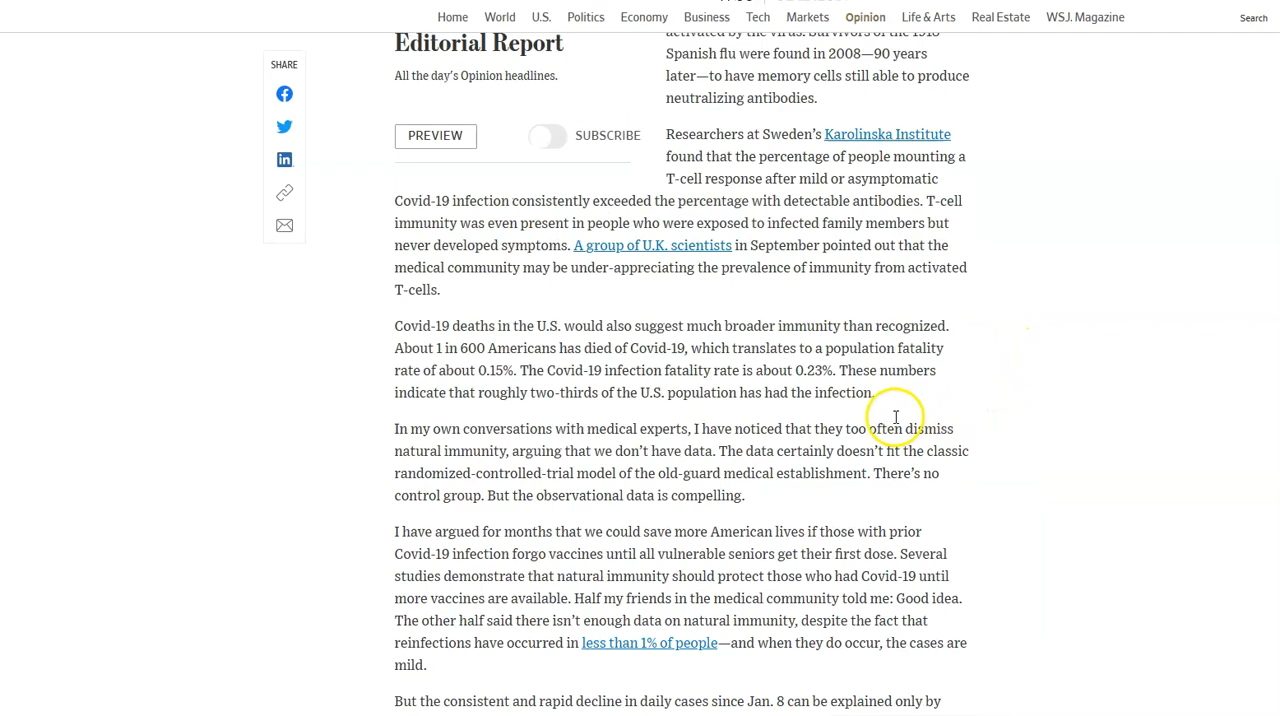 Home World U.S. Politics Economy Business Tech Markets Opinion Life & Arts Real Estate WSJ. Magazine Search
SHARE
Editorial Report
All the day's Opinion headlines.
PREVIEW SUBSCRIBE
activated by the virus. Survivors of the 1918
Spanish flu were found in 2008—90 years
later—to have memory cells still able to produce
neutralizing antibodies.
Researchers at Sweden's Karolinska Institute
found that the percentage of people mounting a
T-cell response after mild or asymptomatic
Covid-19 infection consistently exceeded the percentage with detectable antibodies. T-cell
immunity was even present in people who were exposed to infected family members but
never developed symptoms. A group of U.K. scientists in September pointed out that the
medical community may be under-appreciating the prevalence of immunity from activated
T-cells.
Covid-19 deaths in the U.S. would also suggest much broader immunity than recognized.
About 1 in 600 Americans has died of Covid-19, which translates to a population fatality
rate of about 0.15%. The Covid-19 infection fatality rate is about 0.23%. These numbers
indicate that roughly two-thirds of the U.S. population has had the infection.
In my own conversations with medical experts, I have noticed that they too often dismiss
natural immunity, arguing that we don't have data. The data certainly doesn't fit the classic
randomized-controlled-trial model of the old-guard medical establishment. There's no
control group. But the observational data is compelling.
I have argued for months that we could save more American lives if those with prior
Covid-19 infection forgo vaccines until all vulnerable seniors get their first dose. Several
studies demonstrate that natural immunity should protect those who had Covid-19 until
more vaccines are available. Half my friends in the medical community told me: Good idea.
The other half said there isn't enough data on natural immunity, despite the fact that
reinfections have occurred in less than 1% of people—and when they do occur, the cases are
mild.
But the consistent and rapid decline in daily cases since Jan. 8 can be explained only by